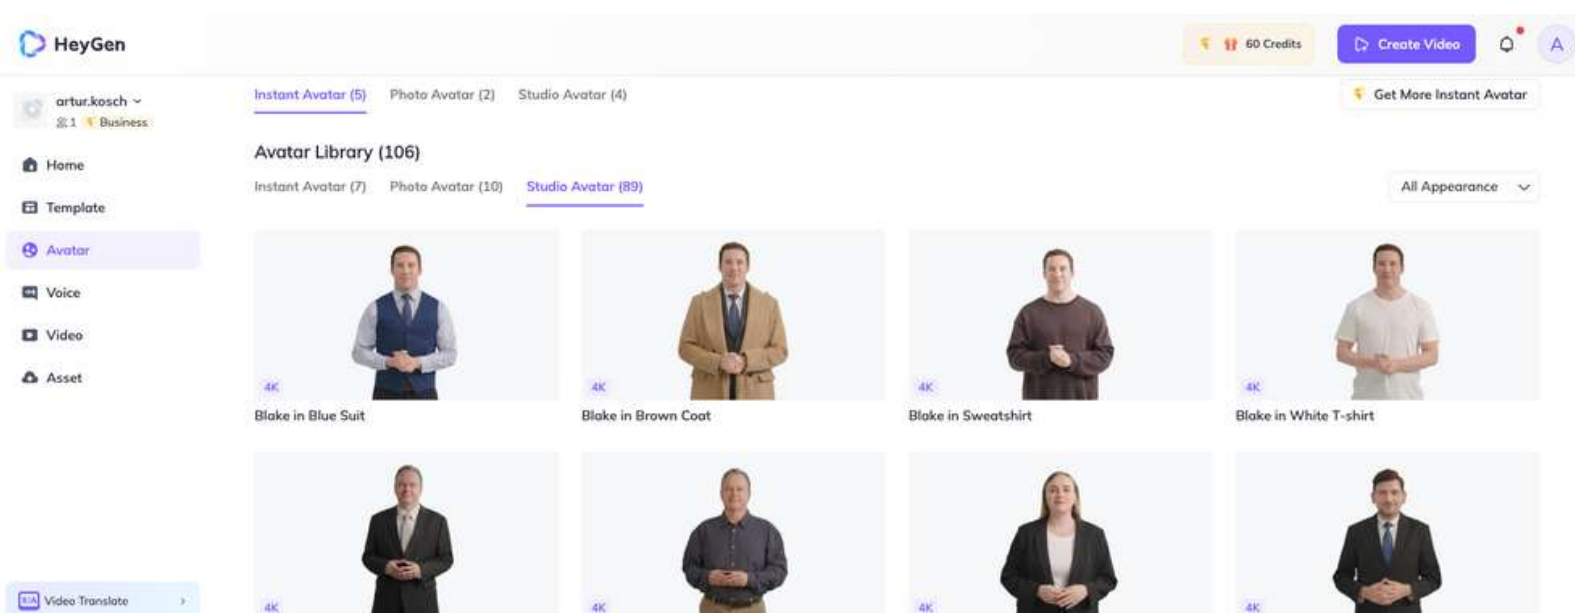 HeyGen
60 Credits
Create Video
A
artur.kosch
1 Business
Instant Avatar (5) Photo Avatar (2) Studio Avatar (4)
Get More Instant Avatar
Home
Template
Avatar
Voice
Video
Asset
Video Translate
Avatar Library (106)
Instant Avatar (7) Photo Avatar (10) Studio Avatar (89)
All Appearance
4K
Blake in Blue Suit
4K
Blake in Brown Coat
4K
Blake in Sweatshirt
4K
Blake in White T-shirt
4K
4K
4K
4K